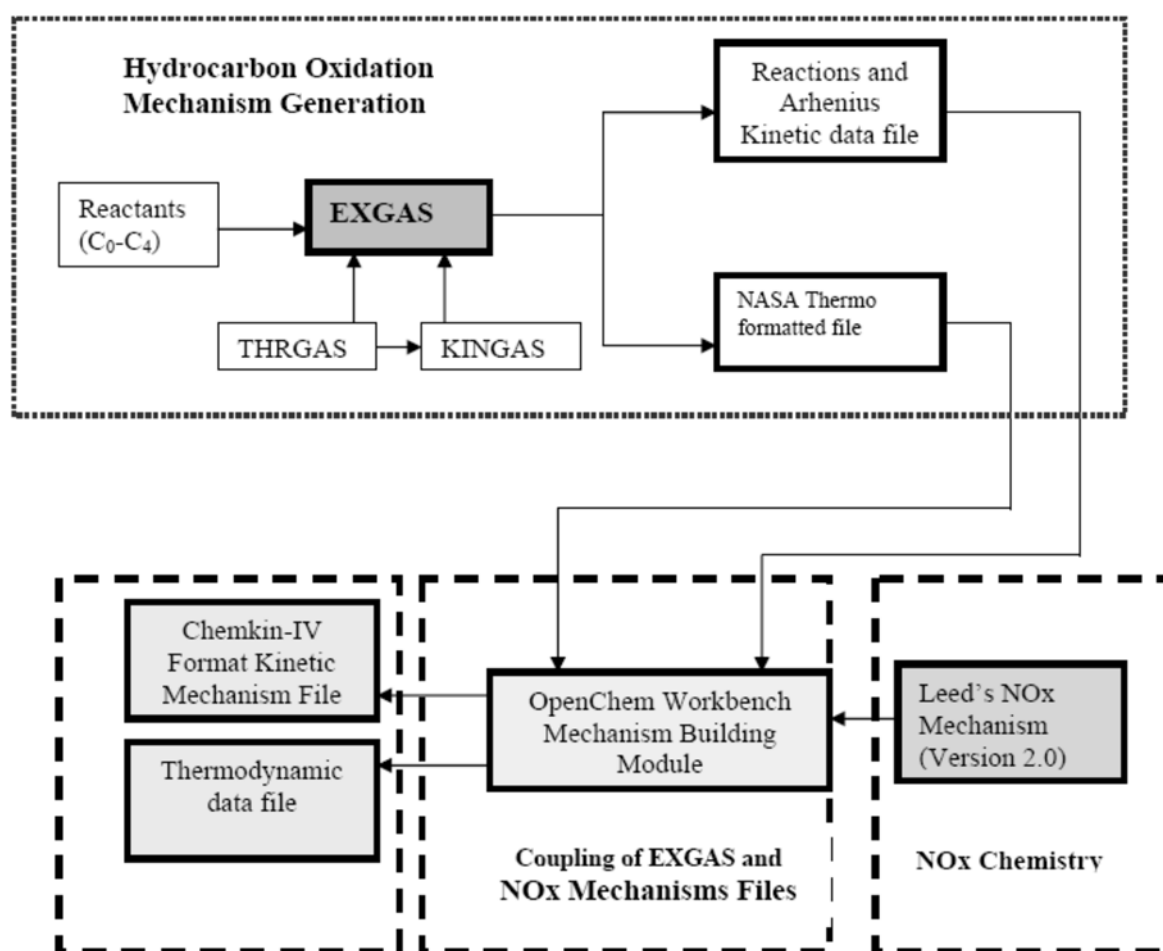 Hydrocarbon Oxidation
Mechanism Generation
Reactions and
Arhenius
Kinetic data file
Reactants
(C₀-C₄)
EXGAS
NASA Thermo
formatted file
THRGAS
KINGAS
Chemkin-IV
Format Kinetic
Mechanism File
Thermodynamic
data file
OpenChem Workbench
Mechanism Building
Module
Coupling of EXGAS and
NOx Mechanisms Files
Leed's NOx
Mechanism
(Version 2.0)
NOx Chemistry